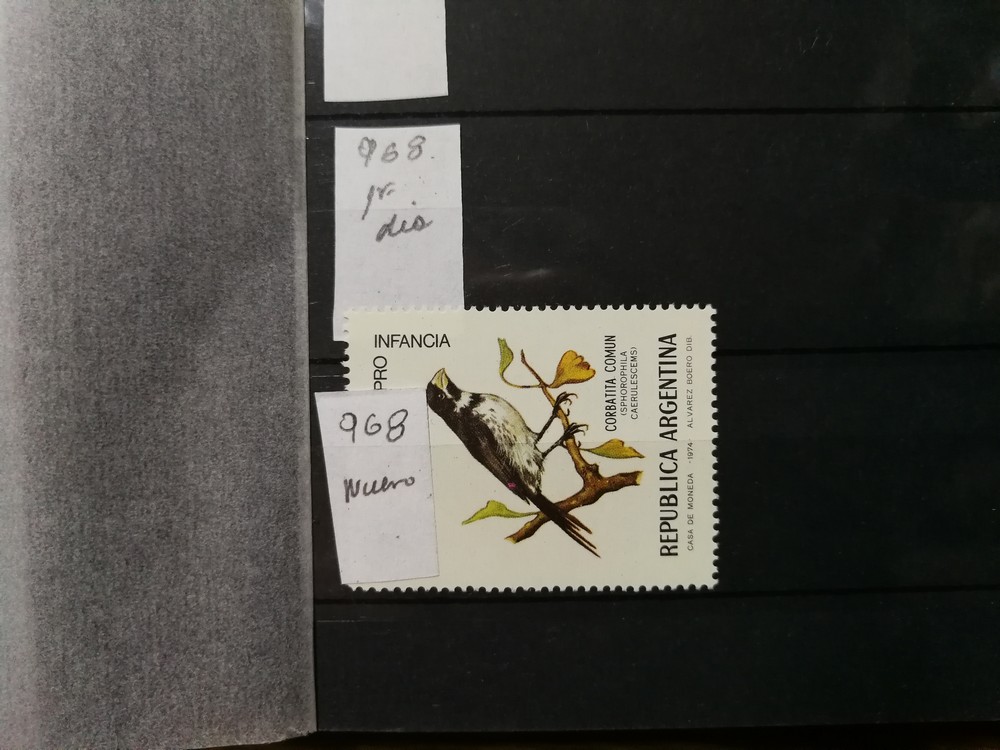 968.
pr.
dia
INFANCIA
PRO
968
Nuevo
CORBATITA COMUN
(SPHOROPHILA
CAERULESCEMS)
REPUBLICA ARGENTINA
CASA DE MONEDA -1974- ALVAREZ BOERO DIB.